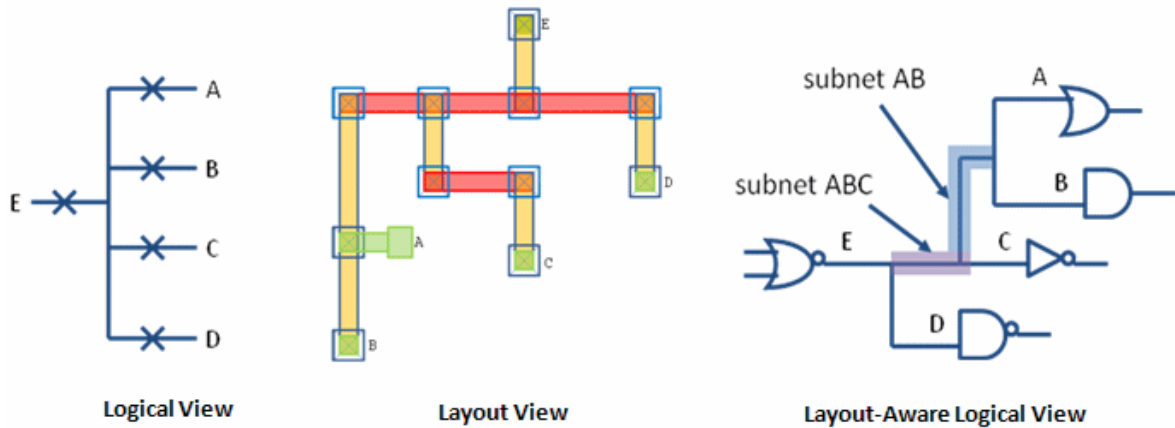 E
A
B
C
D
Logical View
E
D
A
C
B
Layout View
subnet AB
A
subnet ABC
B
E
C
D
Layout-Aware Logical View